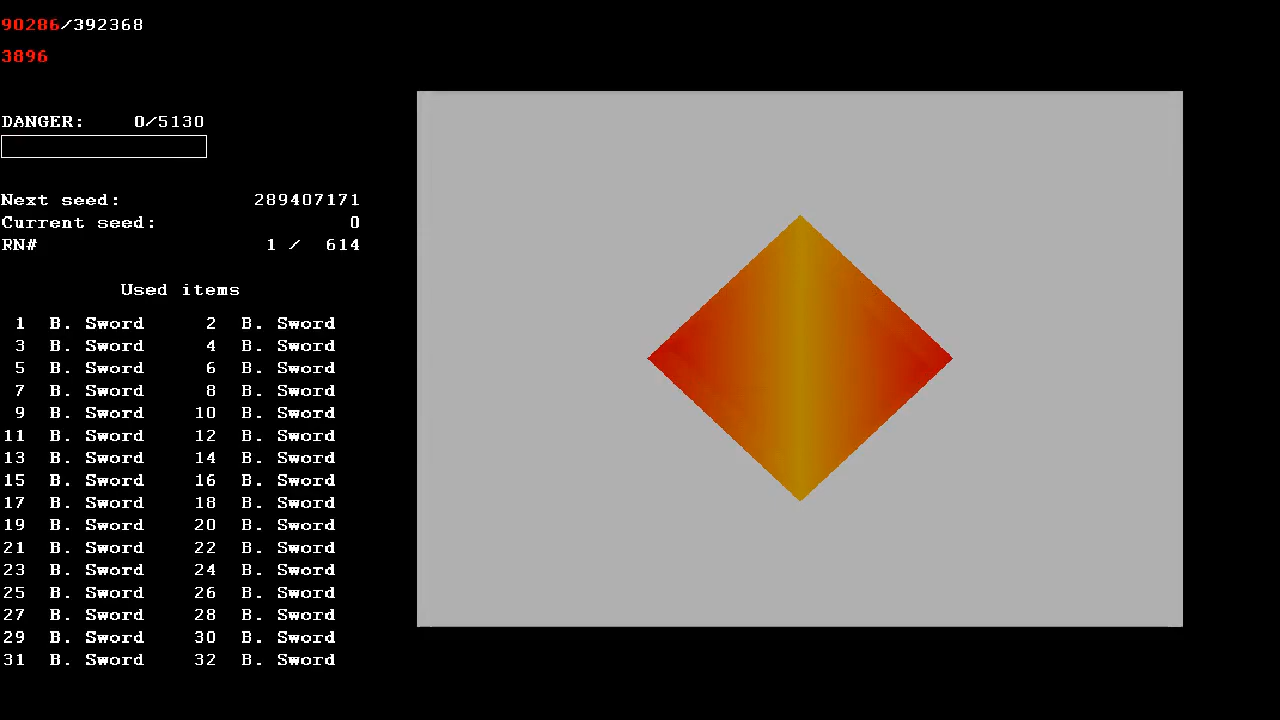 90286/392368
3896
DANGER: 0/5130
Next seed: 289407171
Current seed: 0
RN# 1 / 614
Used items
1 B. Sword 2 B. Sword
3 B. Sword 4 B. Sword
5 B. Sword 6 B. Sword
7 B. Sword 8 B. Sword
9 B. Sword 10 B. Sword
11 B. Sword 12 B. Sword
13 B. Sword 14 B. Sword
15 B. Sword 16 B. Sword
17 B. Sword 18 B. Sword
19 B. Sword 20 B. Sword
21 B. Sword 22 B. Sword
23 B. Sword 24 B. Sword
25 B. Sword 26 B. Sword
27 B. Sword 28 B. Sword
29 B. Sword 30 B. Sword
31 B. Sword 32 B. Sword